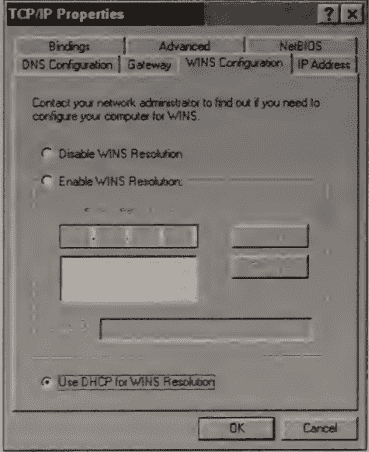 TCP/IP Properties
Bindings Advanced NetBIOS
DNS Configuration Gateway WINS Configuration IP Address
Contact your network administrator to find out if you need to
configure your computer for WINS.
Disable WINS Resolution
Enable WINS Resolution:
Use DHCP for WINS Resolution
OK Cancel